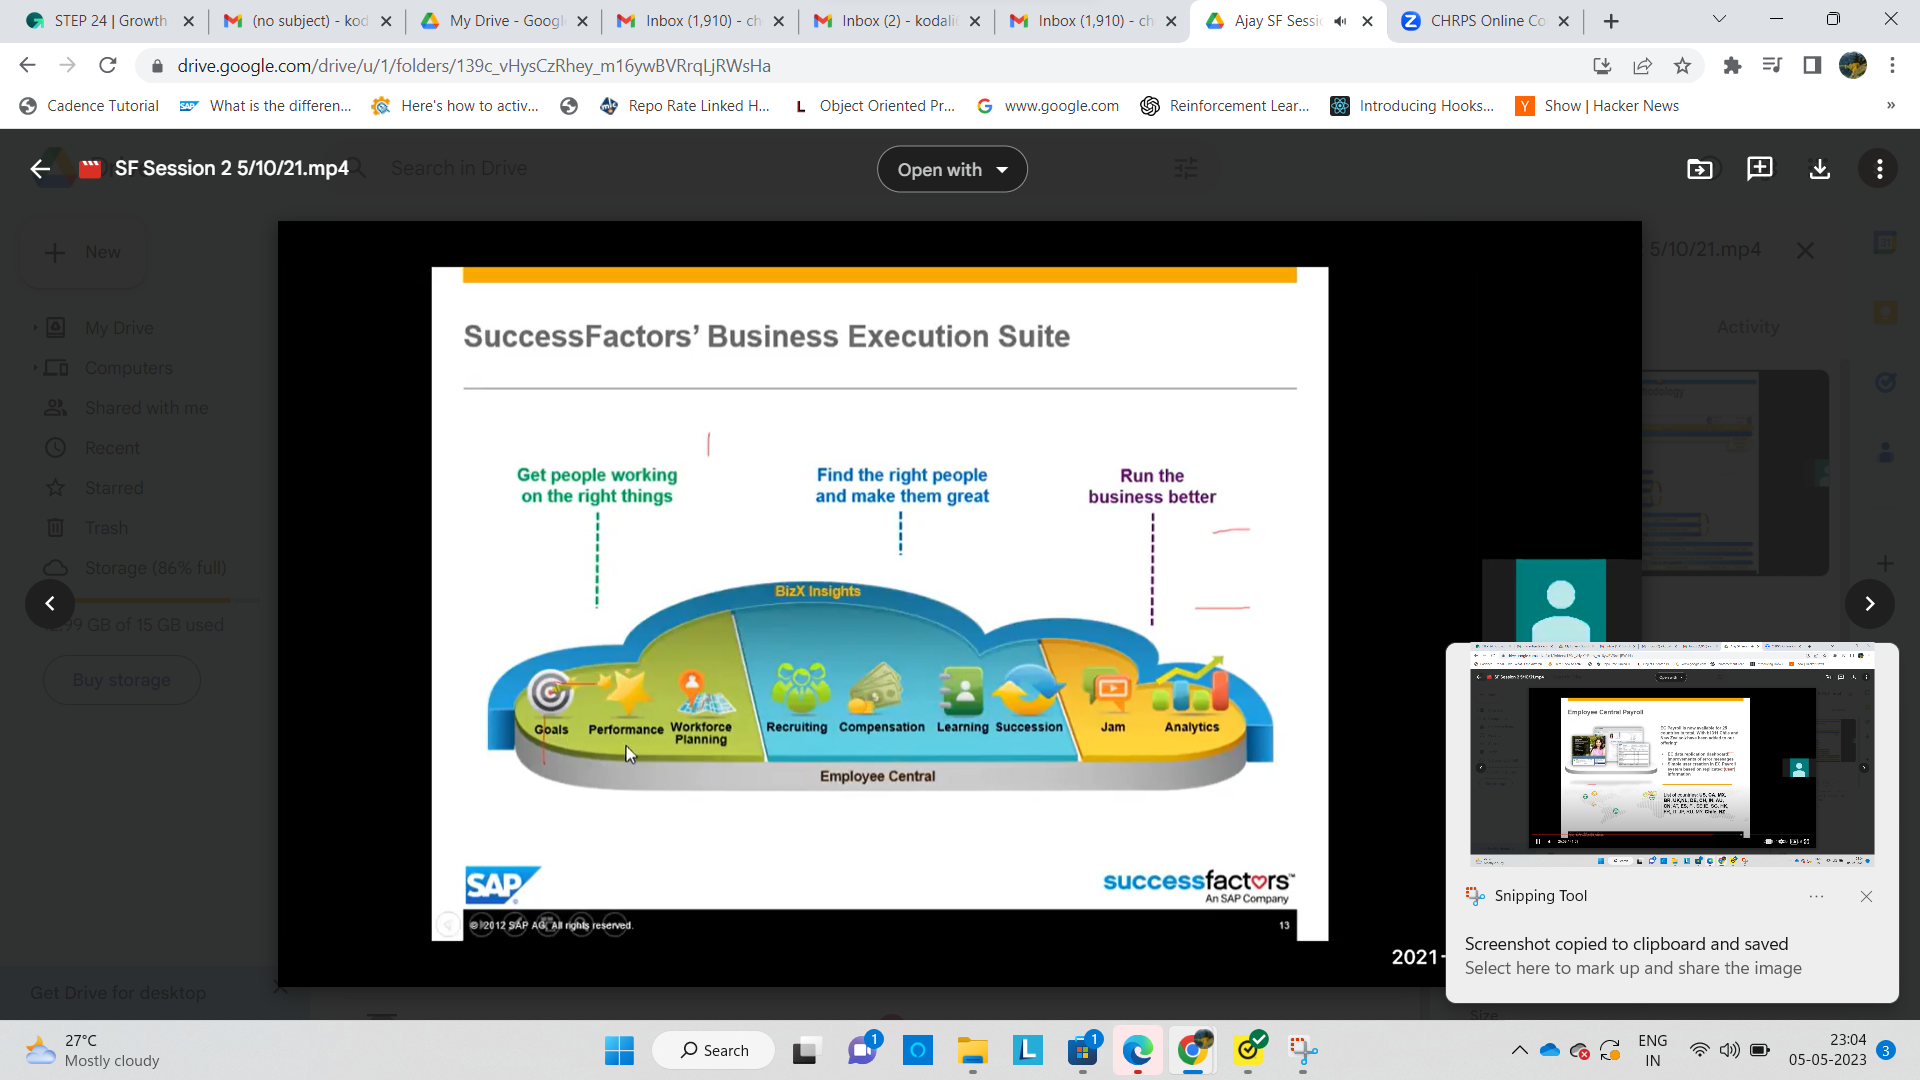 STEP 24 | Growth
(no subject) - kod
My Drive - Googl
Inbox (1,910) - ch
Inbox (2) - kodali
Inbox (1,910) - ch
Ajay SF Sessi
CHRPS Online Co
drive.google.com/drive/u/1/folders/139c_vHysCzRhey_m16ywBVRrqLjRWsHa
Cadence Tutorial
What is the differen...
Here's how to activ...
Repo Rate Linked H...
Object Oriented Pr...
www.google.com
Reinforcement Lear...
Introducing Hooks...
Show | Hacker News
SF Session 2 5/10/21.mp4
Search in Drive
Open with
New
My Drive
Computers
Shared with me
Recent
Starred
Trash
Storage (86% full)
GB of 15 GB used
Buy storage
Get Drive for desktop
5/10/21.mp4
Activity
SuccessFactors' Business Execution Suite
Get people working
on the right things
Find the right people
and make them great
Run the
business better
BizX Insights
Goals
Performance
Workforce
Planning
Recruiting
Compensation
Learning
Succession
Jam
Analytics
Employee Central
SAP
successfactors™
An SAP Company
© 2012 SAP AG. All rights reserved.
13
2021-
Employee Central Payroll
Snipping Tool
Screenshot copied to clipboard and saved
Select here to mark up and share the image
Size
27°C
Mostly cloudy
Search
1
1
ENG
IN
23:04
05-05-2023
3